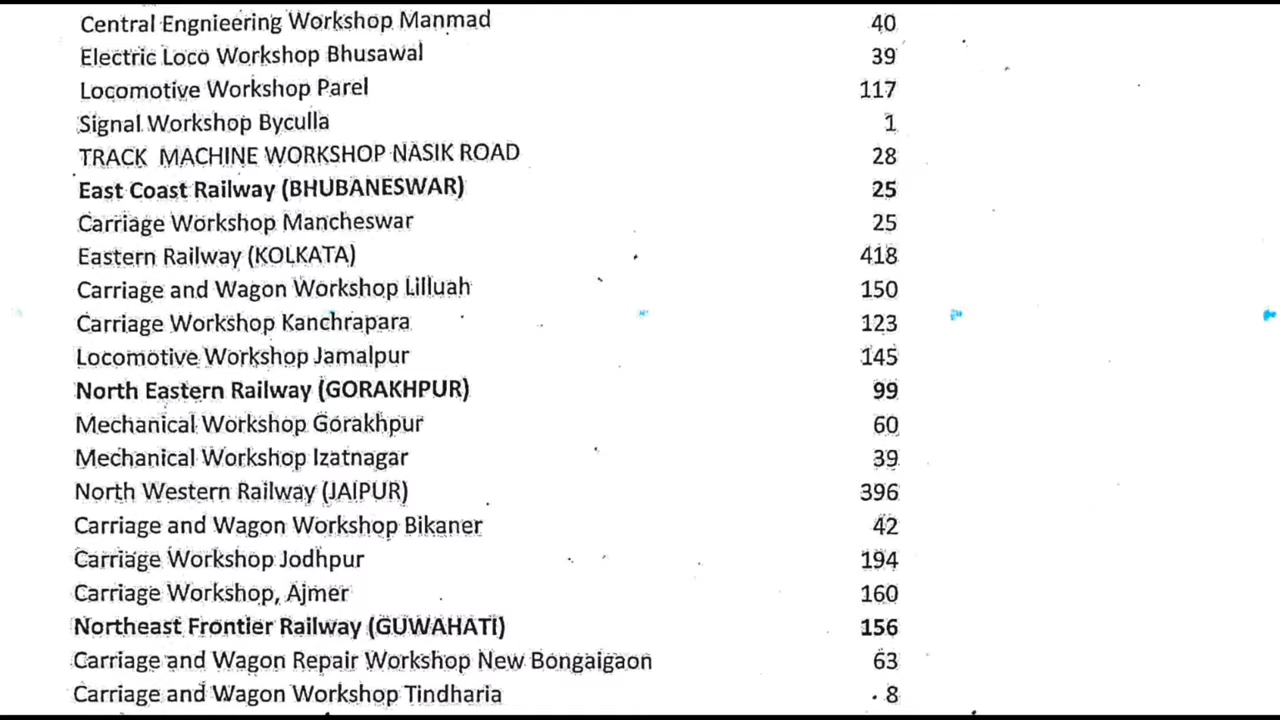 Central Engnieering Workshop Manmad 40
Electric Loco Workshop Bhusawal 39
Locomotive Workshop Parel 117
Signal Workshop Byculla 1
TRACK MACHINE WORKSHOP NASIK ROAD 28
East Coast Railway (BHUBANESWAR) 25
Carriage Workshop Mancheswar 25
Eastern Railway (KOLKATA) 418
Carriage and Wagon Workshop Lilluah 150
Carriage Workshop Kanchrapara 123
Locomotive Workshop Jamalpur 145
North Eastern Railway (GORAKHPUR) 99
Mechanical Workshop Gorakhpur 60
Mechanical Workshop Izatnagar 39
North Western Railway (JAIPUR) 396
Carriage and Wagon Workshop Bikaner 42
Carriage Workshop Jodhpur 194
Carriage Workshop, Ajmer 160
Northeast Frontier Railway (GUWAHATI) 156
Carriage and Wagon Repair Workshop New Bongaigaon 63
Carriage and Wagon Workshop Tindharia 8